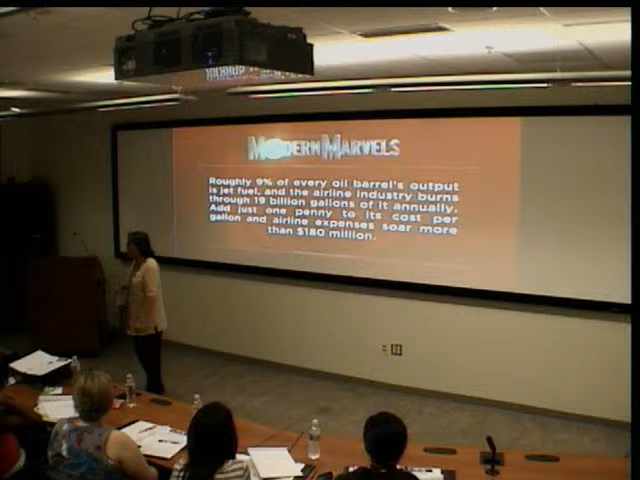 MODERN MARVELS
Roughly 9% of every oil barrel's output
is jet fuel, and the airline industry burns
through 19 billion gallons of it annually.
Add just one penny to its cost per
gallon and airline expenses soar more
than $180 million.